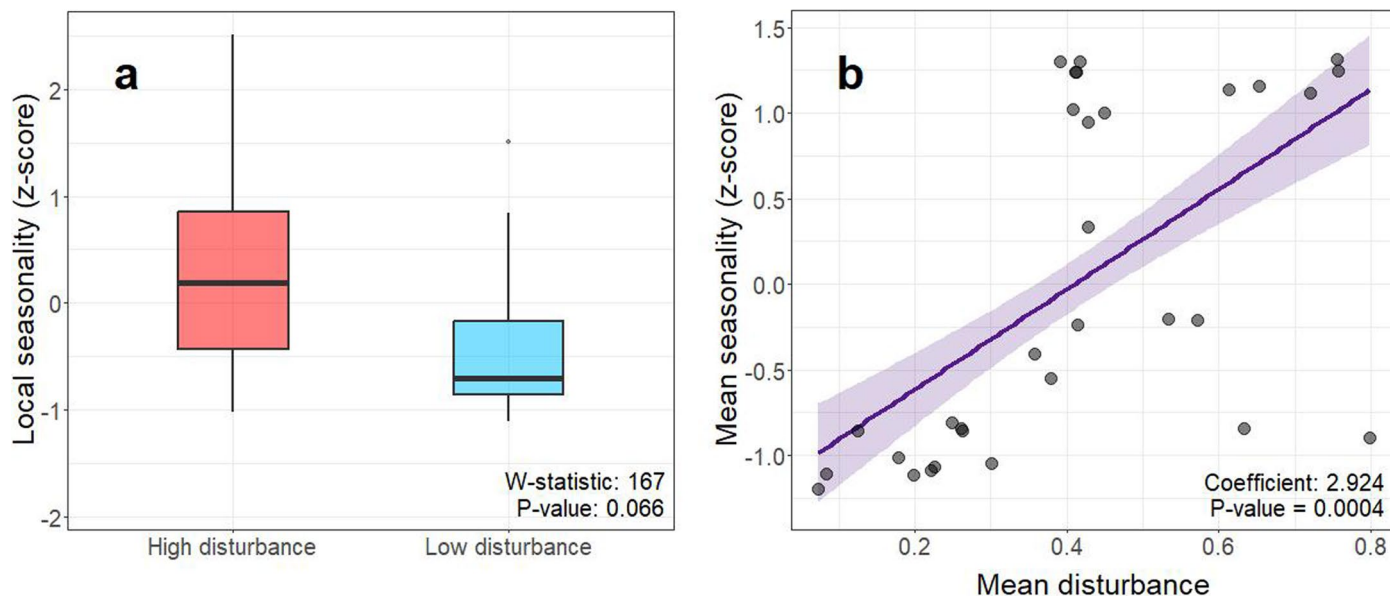 a
Local seasonality (z-score)
2
1
0
-1
-2
W-statistic: 167
P-value: 0.066
High disturbance
Low disturbance
b
Mean seasonality (z-score)
1.5
1.0
0.5
0.0
-0.5
-1.0
Coefficient: 2.924
P-value = 0.0004
0.2
0.4
0.6
0.8
Mean disturbance